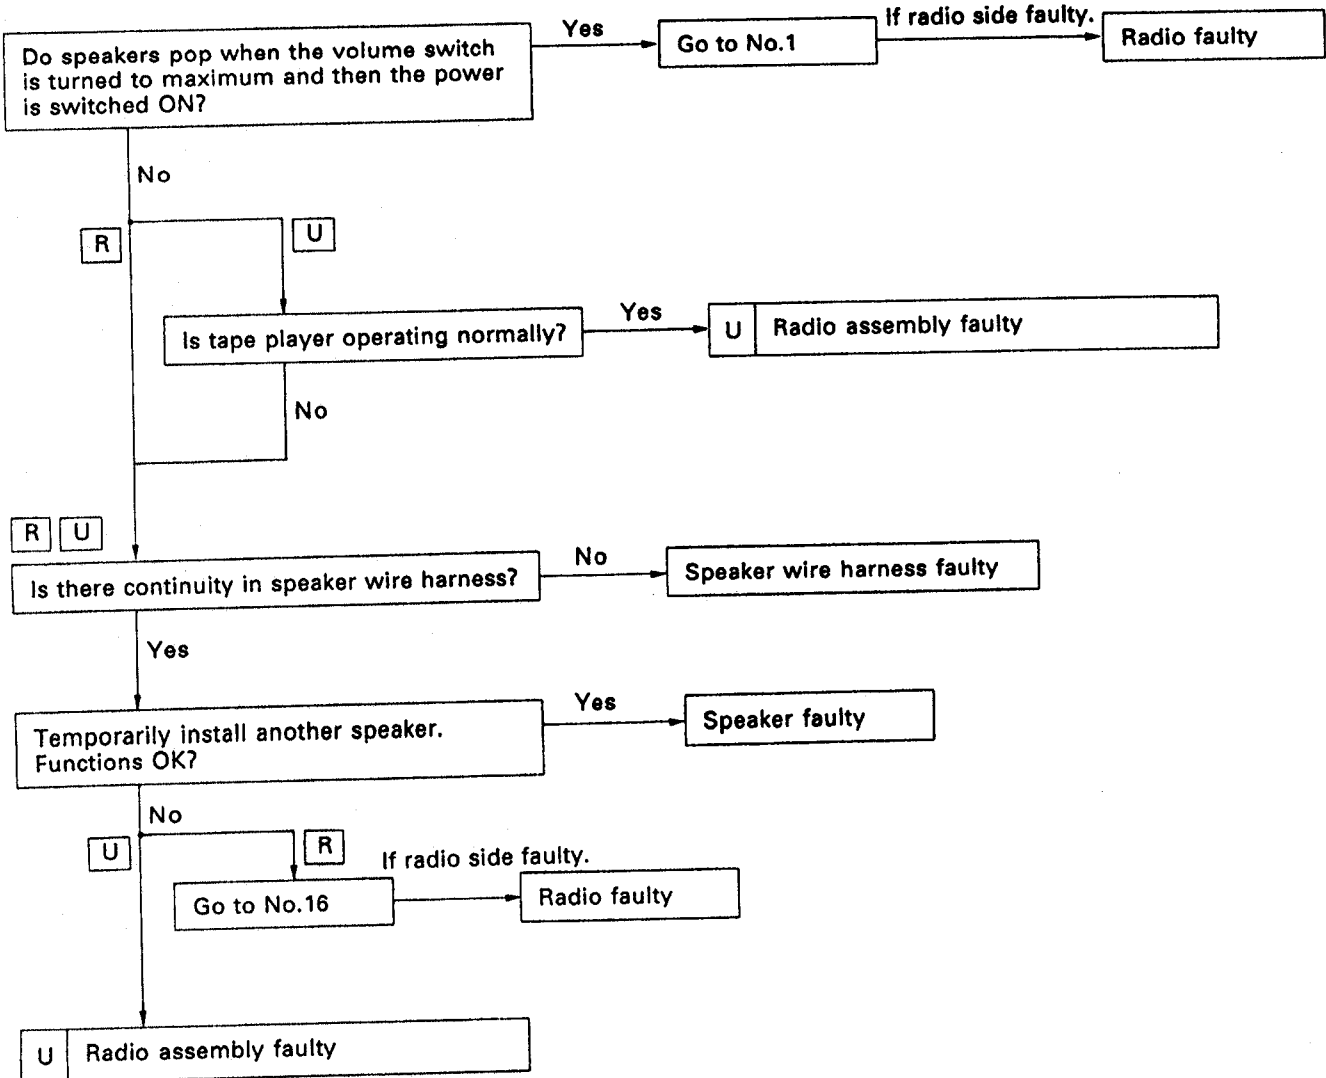 Do speakers pop when the volume switch
is turned to maximum and then the power
is switched ON?
Yes
Go to No.1
If radio side faulty.
Radio faulty
No
R
U
Is tape player operating normally?
Yes
U
Radio assembly faulty
No
R
U
Is there continuity in speaker wire harness?
No
Speaker wire harness faulty
Yes
Temporarily install another speaker.
Functions OK?
Yes
Speaker faulty
No
U
R
Go to No.16
If radio side faulty.
Radio faulty
U
Radio assembly faulty